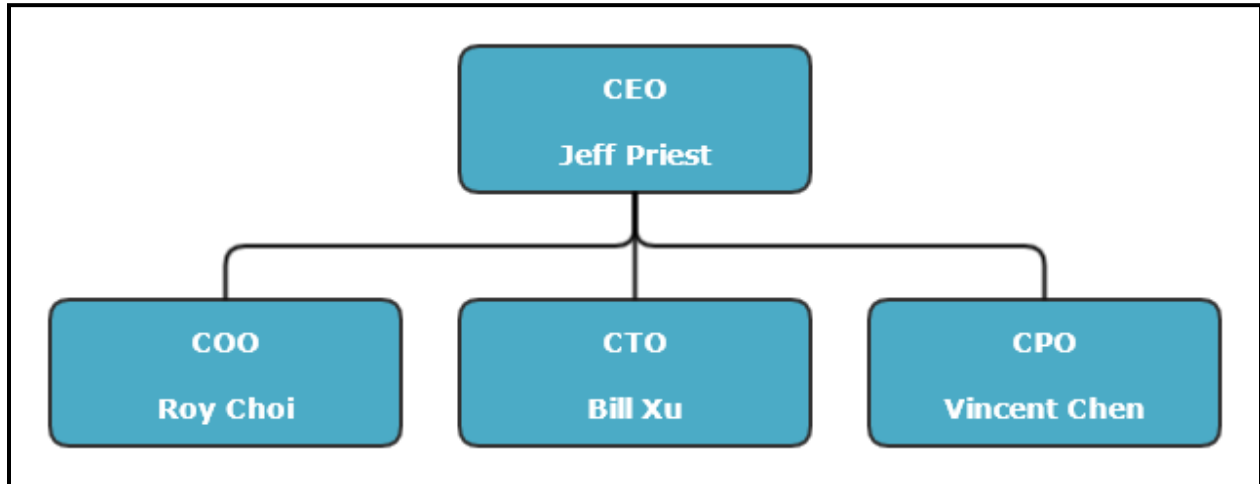 CEO
Jeff Priest
COO
Roy Choi
CTO
Bill Xu
CPO
Vincent Chen